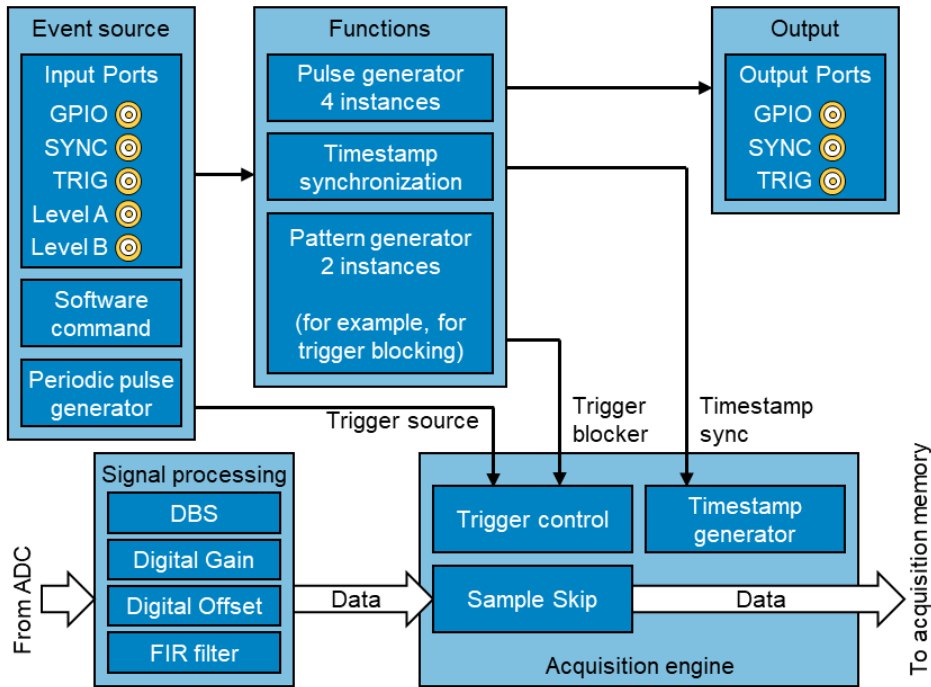 Event source
Input Ports
GPIO
SYNC
TRIG
Level A
Level B
Software
command
Periodic pulse
generator
Functions
Pulse generator
4 instances
Timestamp
synchronization
Pattern generator
2 instances
(for example, for
trigger blocking)
Output
Output Ports
GPIO
SYNC
TRIG
Trigger source
Trigger
blocker
Timestamp
sync
From ADC
Signal processing
DBS
Digital Gain
Digital Offset
FIR filter
Data
Trigger control
Timestamp
generator
Sample Skip
Data
Acquisition engine
To acquisition memory